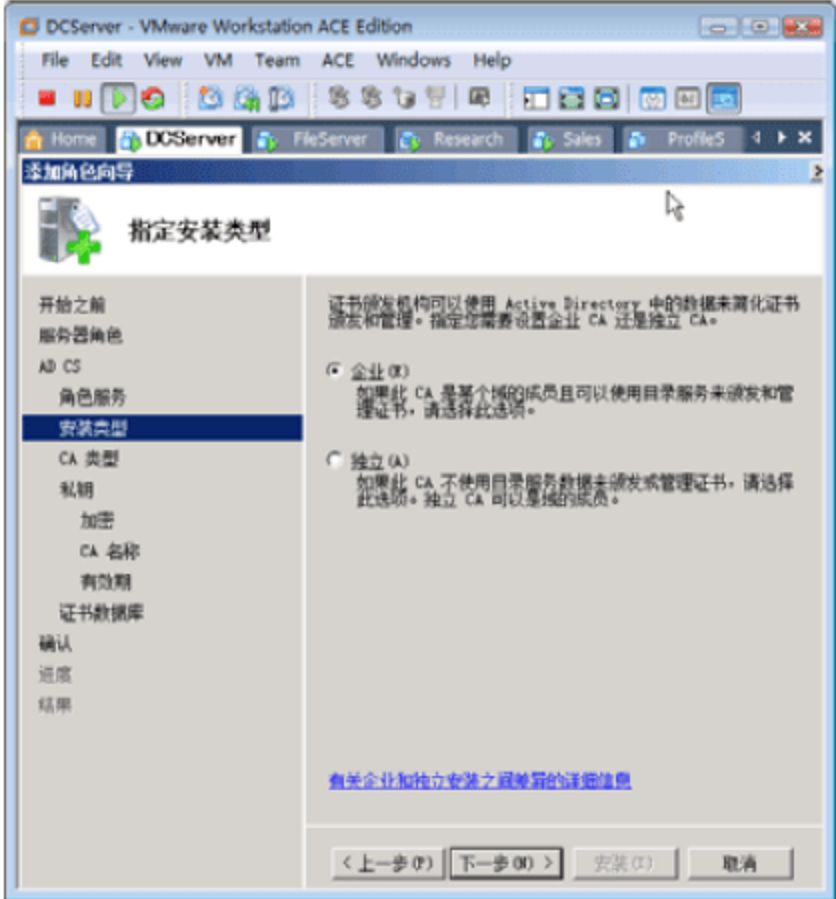 DCServer - VMware Workstation ACE Edition
File Edit View VM Team ACE Windows Help
Home DCServer FileServer Research Sales ProfileS
添加角色向导
指定安装类型
开始之前
服务器角色
AD CS
角色服务
安装类型
CA 类型
私钥
加密
CA 名称
有效期
证书数据库
确认
进度
结果
证书颁发机构可以使用 Active Directory 中的数据来简化证书
颁发和管理。指定您需要设置企业 CA 还是独立 CA。
企业(E)
如果此 CA 是某个域的成员且可以使用目录服务来颁发和管
理证书，请选择此选项。
独立(A)
如果此 CA 不使用目录服务数据来颁发或管理证书，请选择
此选项。独立 CA 可以是域的成员。
有关企业和独立安装之间差异的详细信息
< 上一步(P) 下一步(N) > 安装(I) 取消